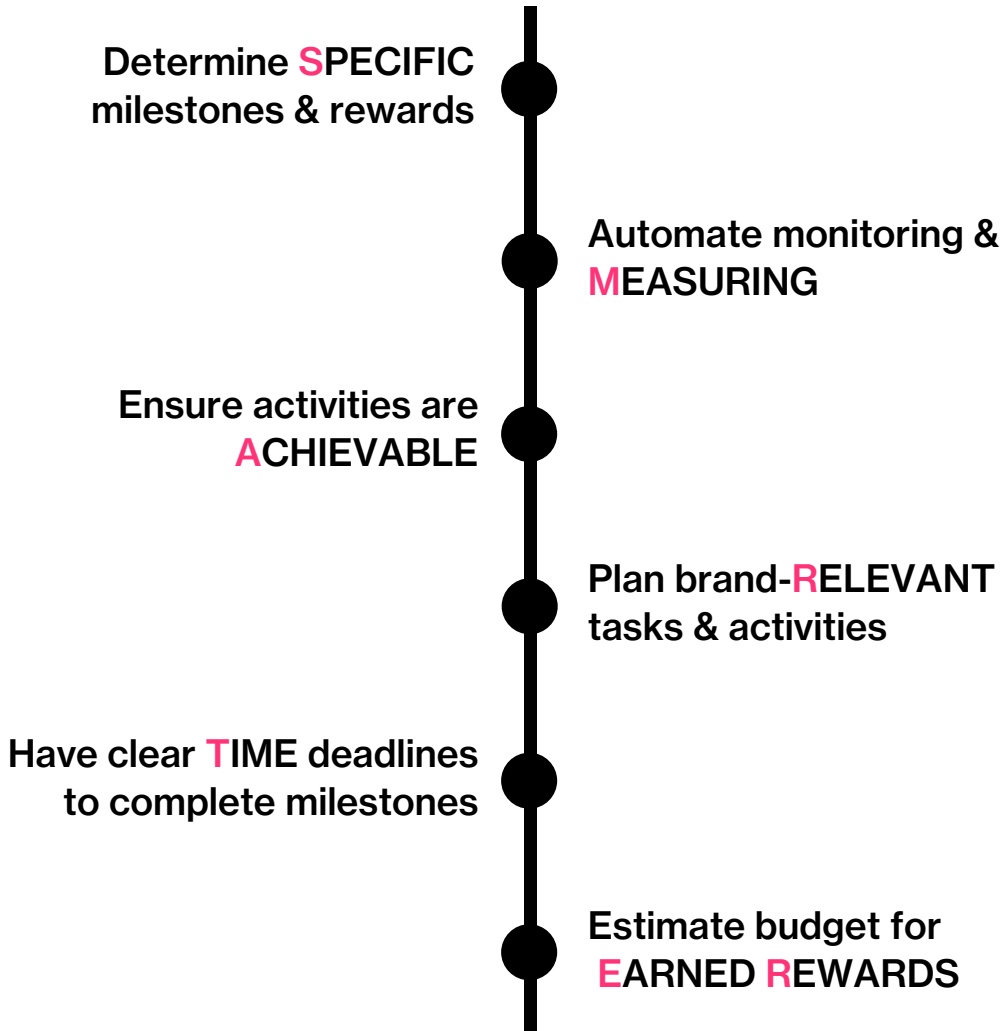 Determine SPECIFIC
milestones & rewards
Automate monitoring &
MEASURING
Ensure activities are
ACHIEVABLE
Plan brand-RELEVANT
tasks & activities
Have clear TIME deadlines
to complete milestones
Estimate budget for
EARNED REWARDS